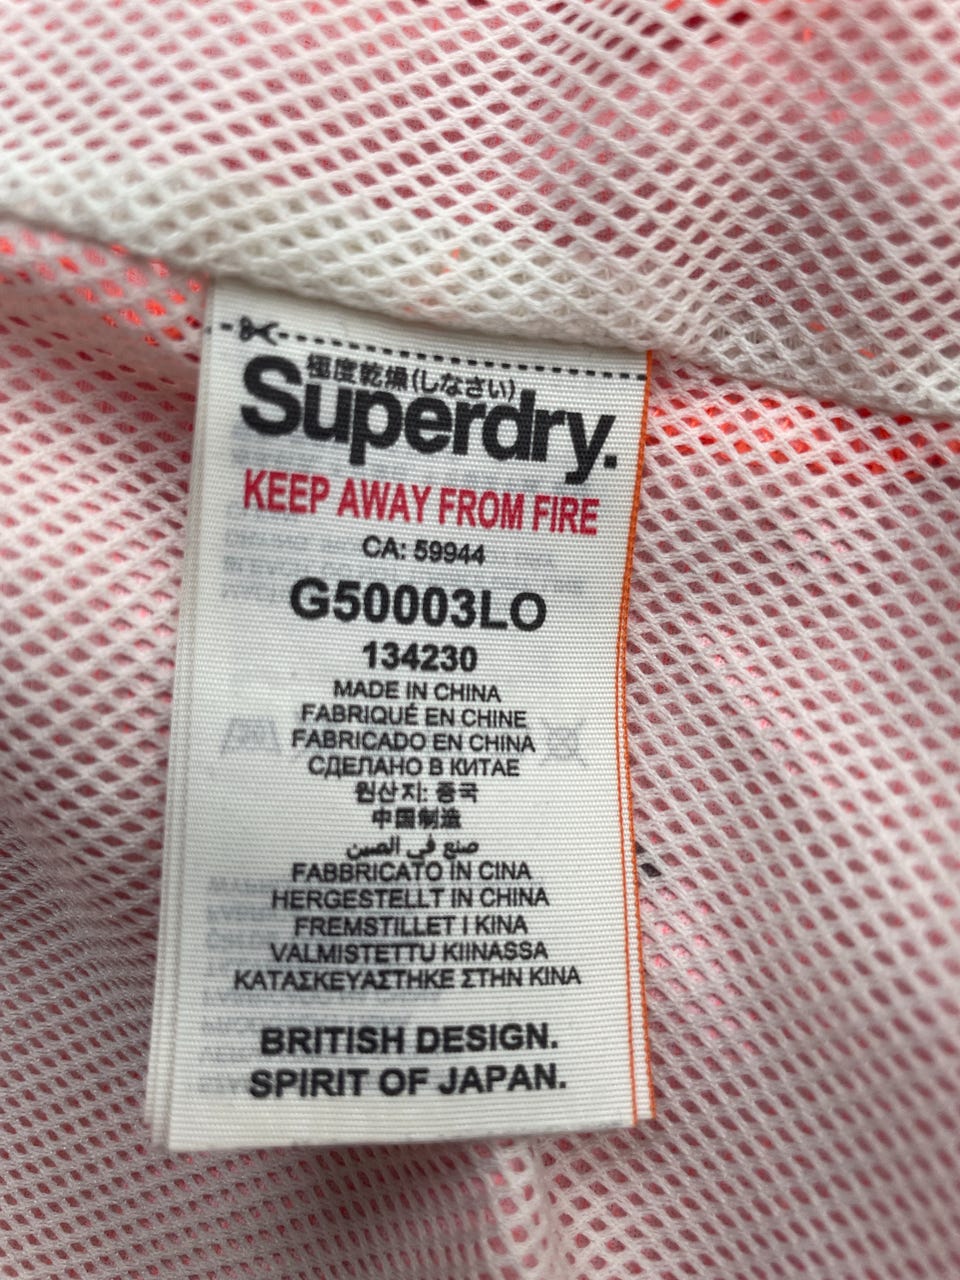 極度乾燥(しなさい)
Superdry.
KEEP AWAY FROM FIRE
CA: 59944
G50003LO
134230
MADE IN CHINA
FABRIQUÉ EN CHINE
FABRICADO EN CHINA
СДЕЛАНО В КИТАЕ
원산지: 중국
中国制造
صنع في الصين
FABBRICATO IN CINA
HERGESTELLT IN CHINA
FREMSTILLET I KINA
VALMISTETTU KIINASSA
ΚΑΤΑΣΚΕΥΑΣΤΗΚΕ ΣΤΗΝ ΚΙΝΑ
BRITISH DESIGN.
SPIRIT OF JAPAN.